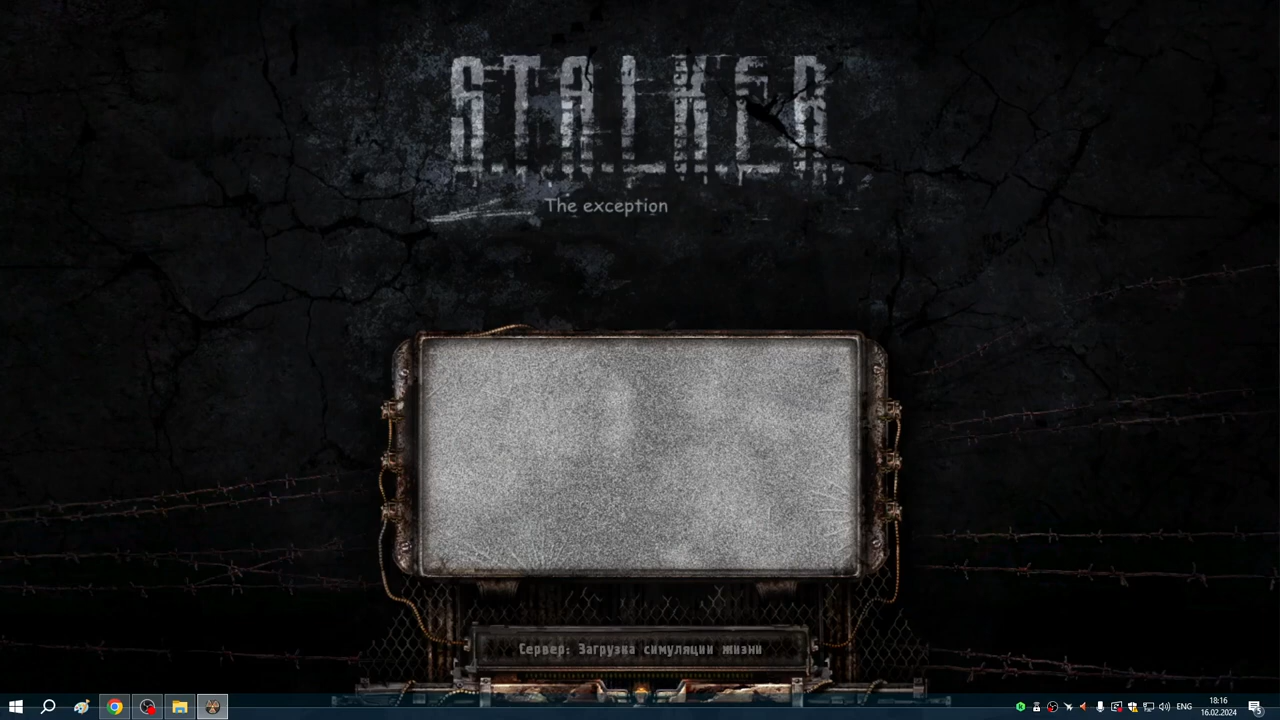 S.T.A.L.K.E.R.
The exception
Сервер: Загрузка симуляции жизни
ENG
18:16
16.02.2024